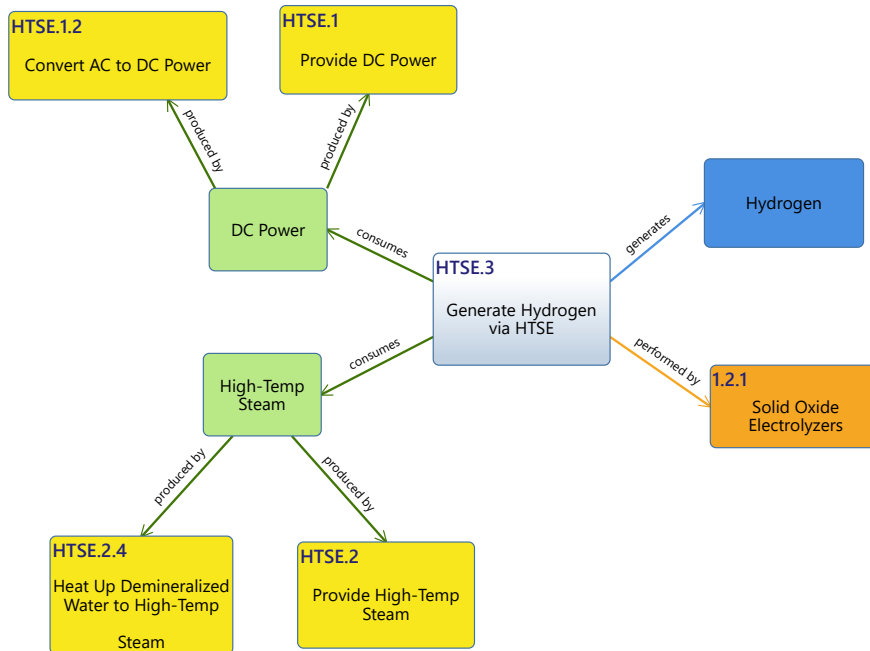 HTSE.1.2
Convert AC to DC Power
HTSE.1
Provide DC Power
produced by
produced by
DC Power
consumes
Hydrogen
generates
HTSE.3
Generate Hydrogen
via HTSE
consumes
performed by
High-Temp
Steam
1.2.1
Solid Oxide
Electrolyzers
produced by
produced by
HTSE.2.4
Heat Up Demineralized
Water to High-Temp
Steam
HTSE.2
Provide High-Temp
Steam